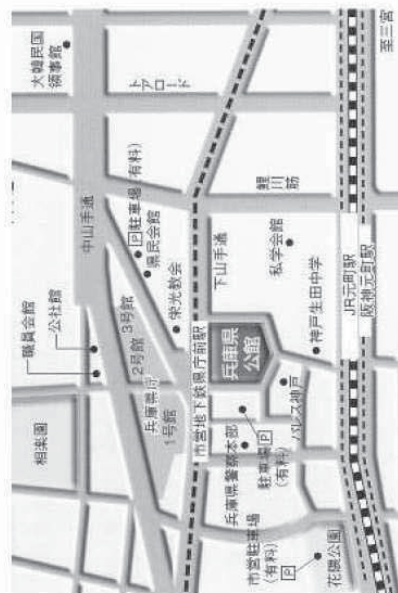 相楽園
職員会館
公社館
中山手通
大韓民国
領事館
トアロード
P駐車場(有料)
県民会館
栄光教会
3号館
2号館
兵庫県庁
1号館
市営地下鉄県庁前駅
下山手通
鯉川筋
兵庫県
公館
私学会館
神戸生田中学
兵庫県警察本部
駐車場P
(有料)
パレス神戸
市営駐車場
(有料)
P
花隈公園
JR元町駅
阪神元町駅
至三宮